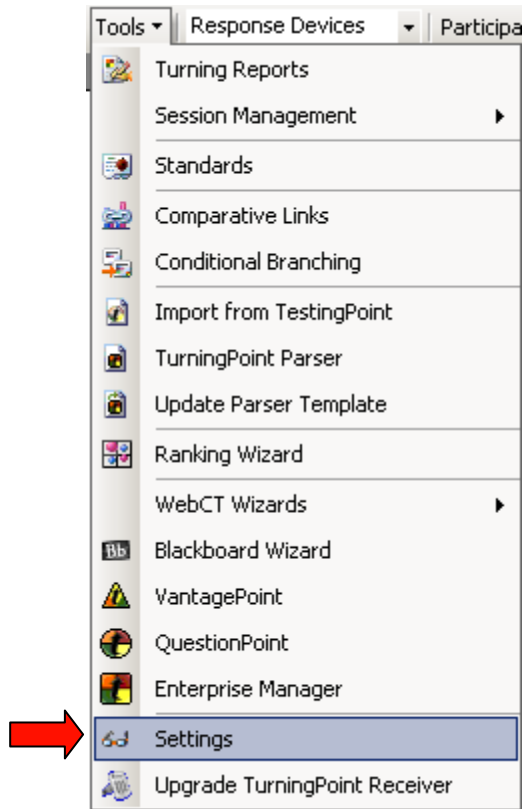 Tools Response Devices Participa
Turning Reports
Session Management
Standards
Comparative Links
Conditional Branching
Import from TestingPoint
TurningPoint Parser
Update Parser Template
Ranking Wizard
WebCT Wizards
Bb Blackboard Wizard
VantagePoint
QuestionPoint
Enterprise Manager
Settings
Upgrade TurningPoint Receiver